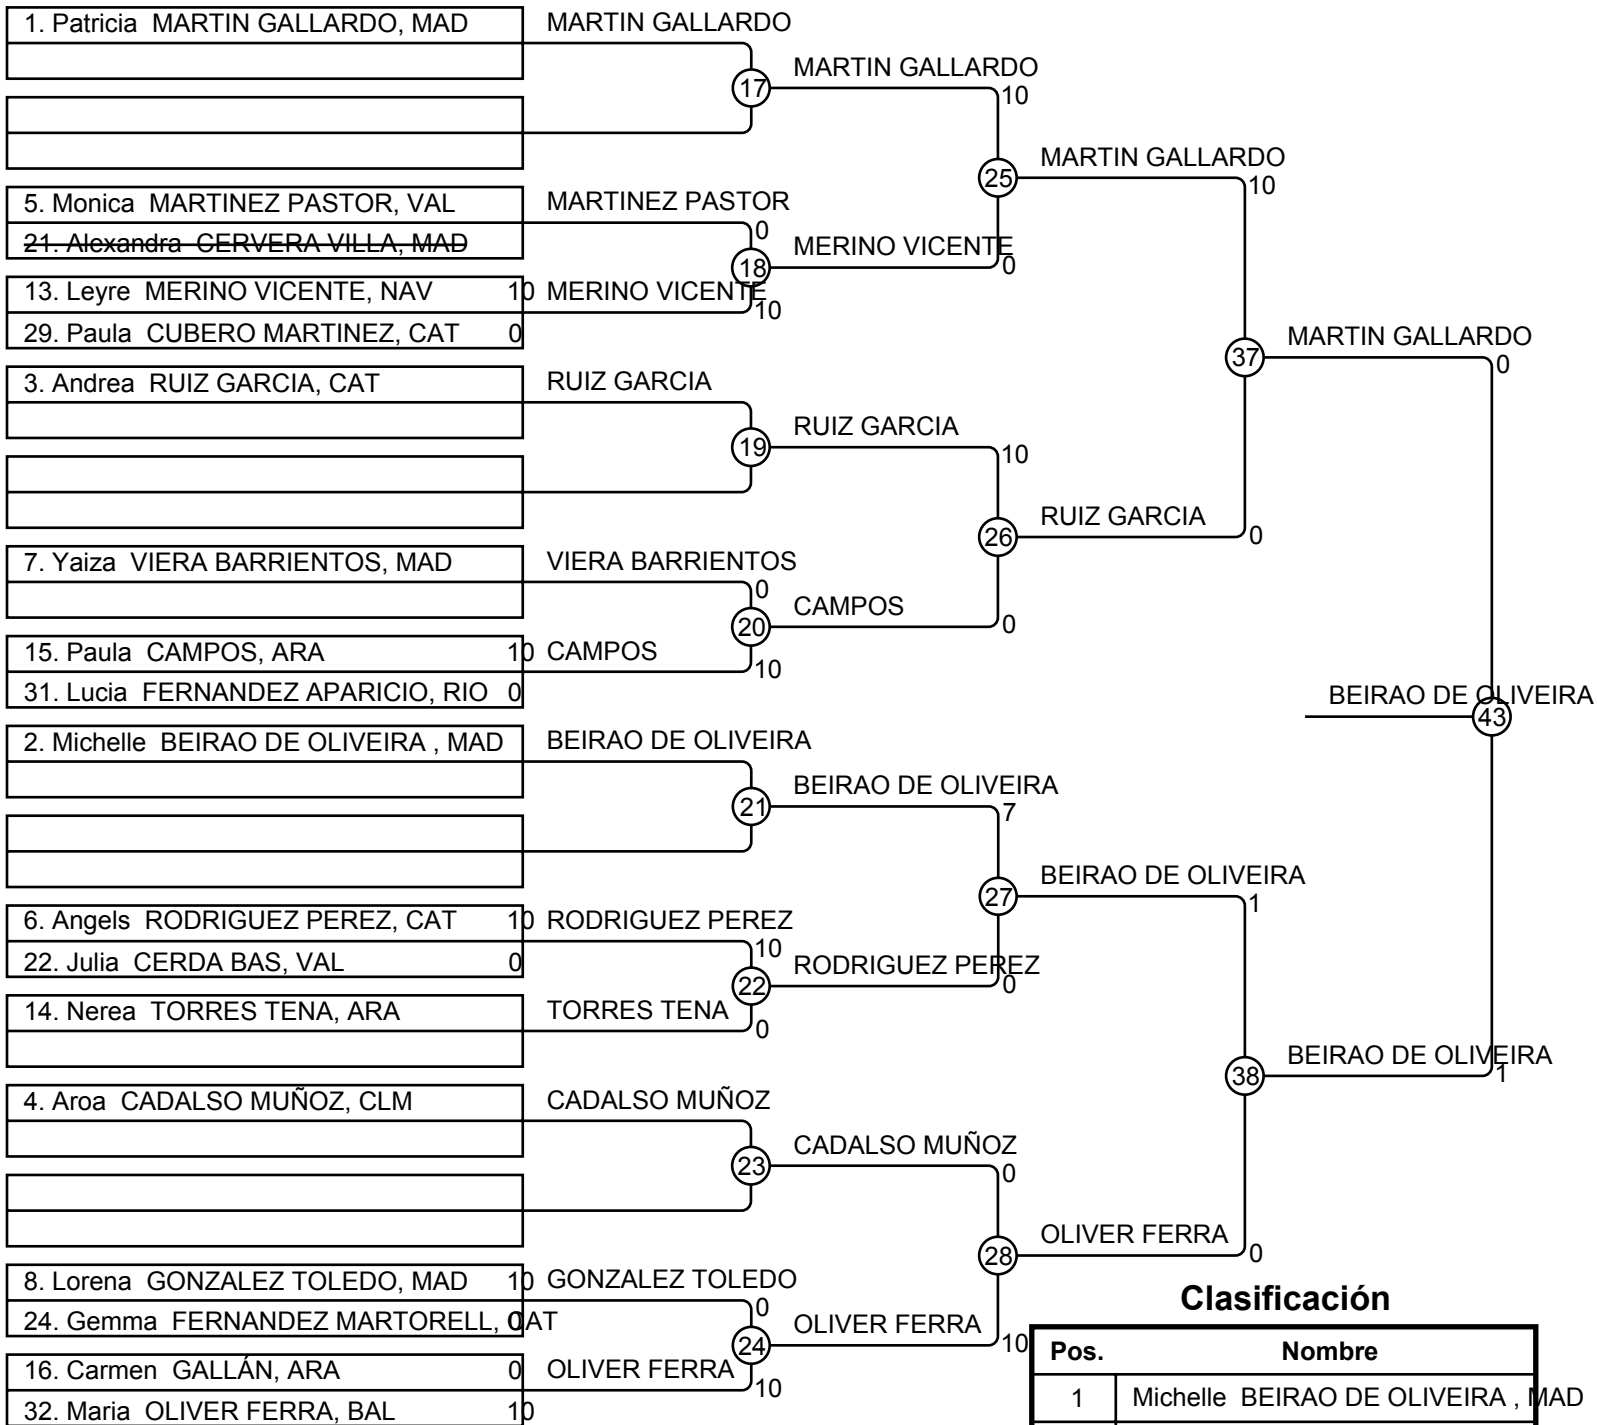 1. Patricia MARTIN GALLARDO, MAD
MARTIN GALLARDO
17
MARTIN GALLARDO
10
5. Monica MARTINEZ PASTOR, VAL
MARTINEZ PASTOR
0
21. Alexandra CERVERA VILLA, MAD
18
MERINO VICENTE
0
13. Leyre MERINO VICENTE, NAV 10
MERINO VICENTE
10
29. Paula CUBERO MARTINEZ, CAT 0
25
MARTIN GALLARDO
10
3. Andrea RUIZ GARCIA, CAT
RUIZ GARCIA
19
RUIZ GARCIA
10
7. Yaiza VIERA BARRIENTOS, MAD
VIERA BARRIENTOS
0
20
CAMPOS
0
15. Paula CAMPOS, ARA 10
CAMPOS
10
31. Lucia FERNANDEZ APARICIO, RIO 0
26
RUIZ GARCIA
0
37
MARTIN GALLARDO
0
2. Michelle BEIRAO DE OLIVEIRA , MAD
BEIRAO DE OLIVEIRA
21
BEIRAO DE OLIVEIRA
7
6. Angels RODRIGUEZ PEREZ, CAT 10
RODRIGUEZ PEREZ
10
22. Julia CERDA BAS, VAL 0
22
RODRIGUEZ PEREZ
0
14. Nerea TORRES TENA, ARA
TORRES TENA
0
27
BEIRAO DE OLIVEIRA
1
4. Aroa CADALSO MUÑOZ, CLM
CADALSO MUÑOZ
23
CADALSO MUÑOZ
0
8. Lorena GONZALEZ TOLEDO, MAD 10
GONZALEZ TOLEDO
0
24. Gemma FERNANDEZ MARTORELL, CAT 0
24
OLIVER FERRA
10
16. Carmen GALLÁN, ARA 0
OLIVER FERRA
10
32. Maria OLIVER FERRA, BAL 10
28
OLIVER FERRA
0
38
BEIRAO DE OLIVEIRA
1
43
BEIRAO DE OLIVEIRA
Clasificación
Pos. Nombre
1 Michelle BEIRAO DE OLIVEIRA , MAD